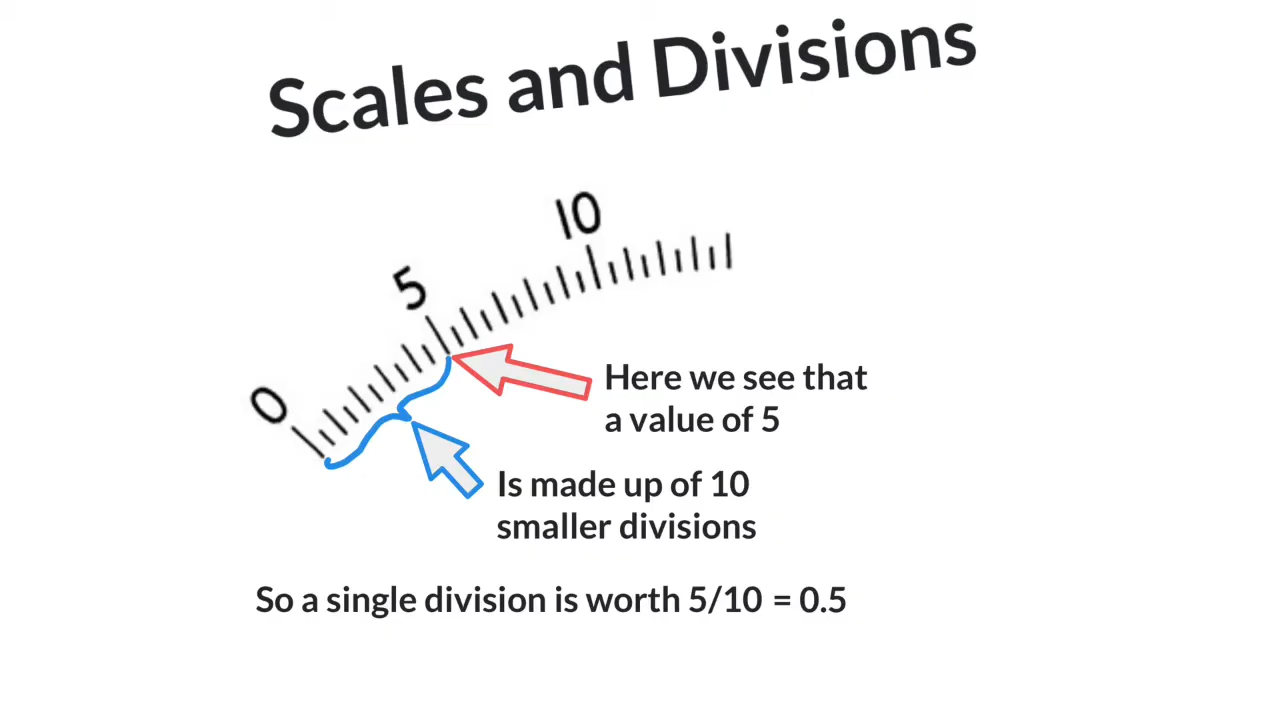 Scales and Divisions
10
5
0
Here we see that
a value of 5
Is made up of 10
smaller divisions
So a single division is worth 5/10 = 0.5